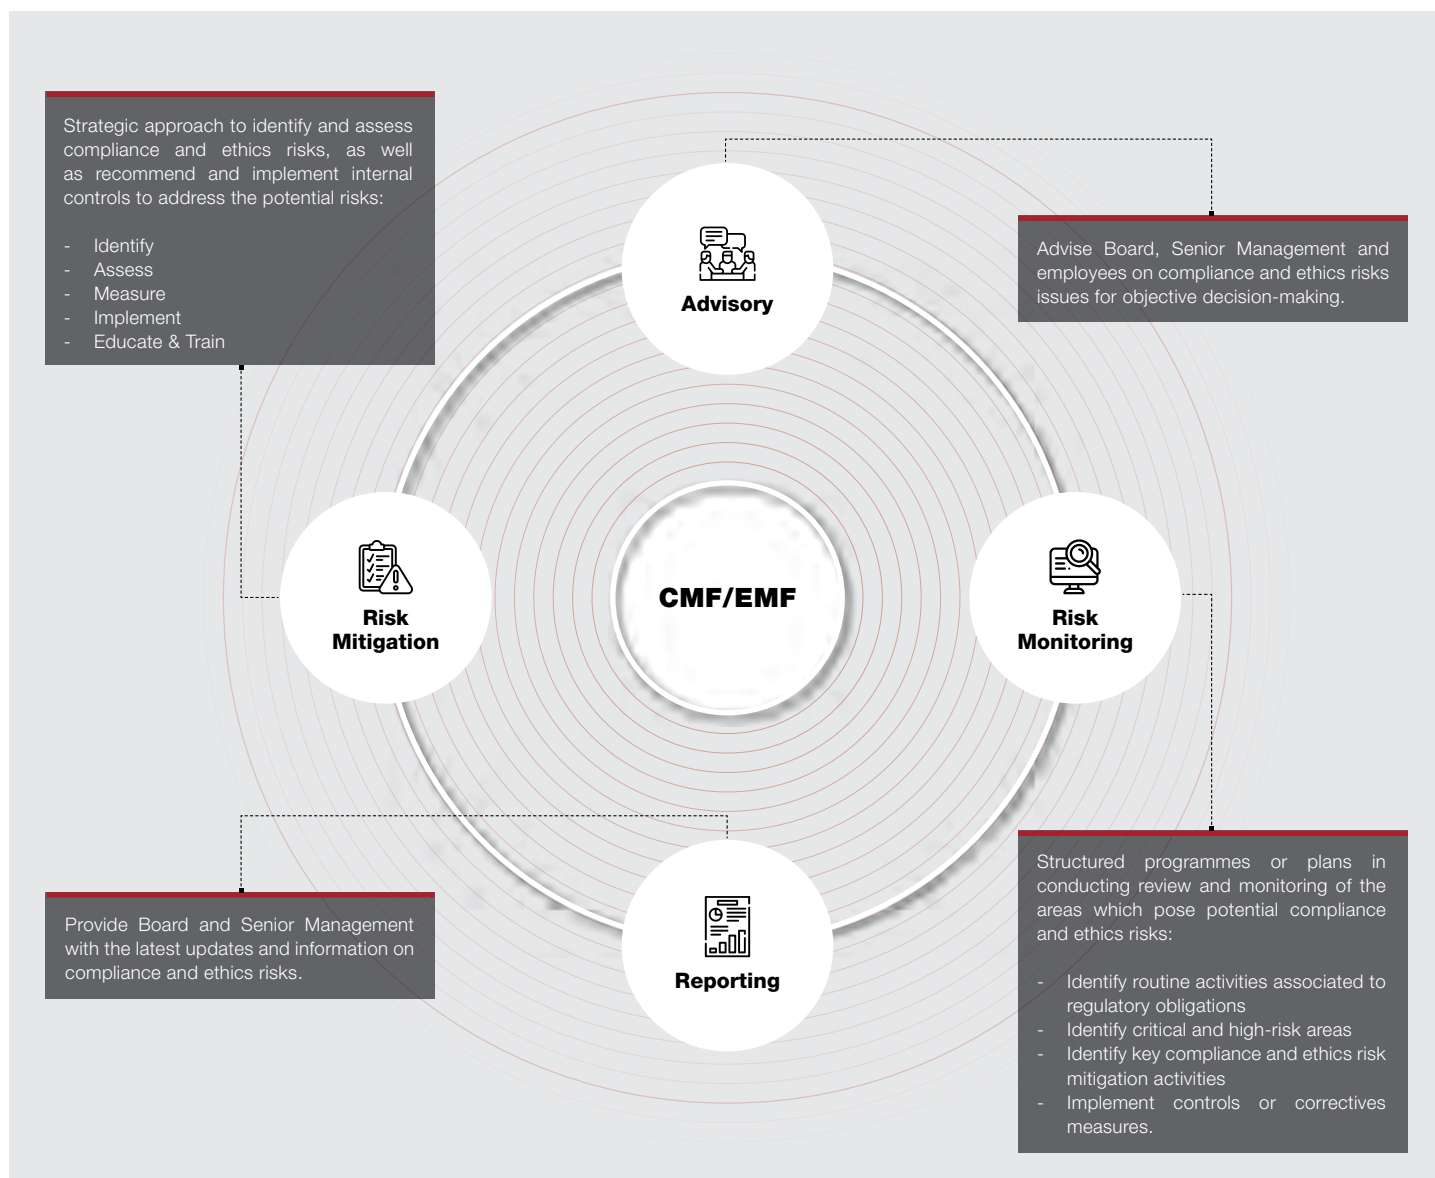 Strategic approach to identify and assess
compliance and ethics risks, as well
as recommend and implement internal
controls to address the potential risks:
- Identify
- Assess
- Measure
- Implement
- Educate & Train
Advisory
Advise Board, Senior Management and
employees on compliance and ethics risks
issues for objective decision-making.
Risk
Mitigation
CMF/EMF
Risk
Monitoring
Reporting
Provide Board and Senior Management
with the latest updates and information on
compliance and ethics risks.
Structured programmes or plans in
conducting review and monitoring of the
areas which pose potential compliance
and ethics risks:
- Identify routine activities associated to
regulatory obligations
- Identify critical and high-risk areas
- Identify key compliance and ethics risk
mitigation activities
- Implement controls or correctives
measures.